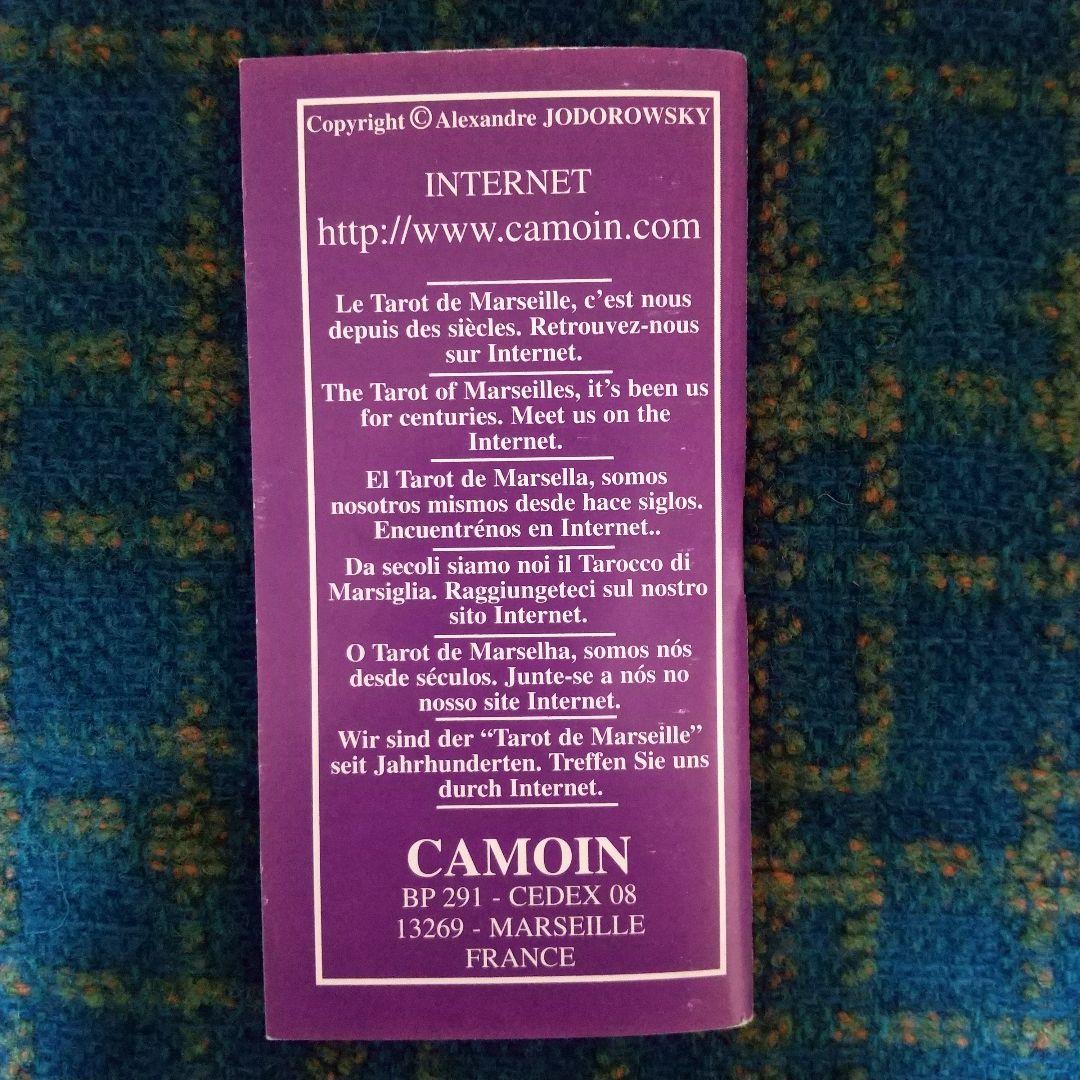 Copyright © Alexandre JODOROWSKY
INTERNET
http://www.camoin.com
Le Tarot de Marseille, c'est nous
depuis des siècles. Retrouvez-nous
sur Internet.
The Tarot of Marseilles, it's been us
for centuries. Meet us on the
Internet.
El Tarot de Marsella, somos
nosotros mismos desde hace siglos.
Encuentrénos en Internet..
Da secoli siamo noi il Tarocco di
Marsiglia. Raggiungeteci sul nostro
sito Internet.
O Tarot de Marselha, somos nós
desde séculos. Junte-se a nós no
nosso site Internet.
Wir sind der “Tarot de Marseille”
seit Jahrhunderten. Treffen Sie uns
durch Internet.
CAMOIN
BP 291 - CEDEX 08
13269 - MARSEILLE
FRANCE